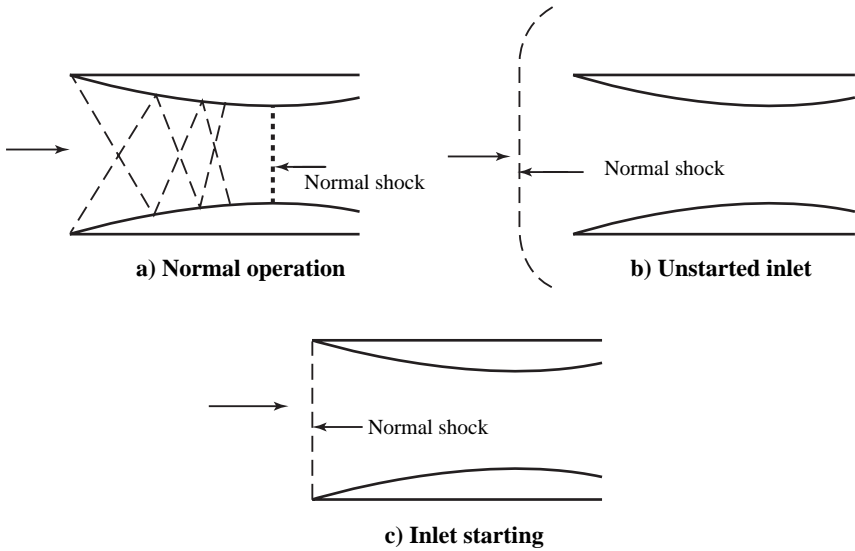 Normal shock
a) Normal operation
Normal shock
b) Unstarted inlet
Normal shock
c) Inlet starting